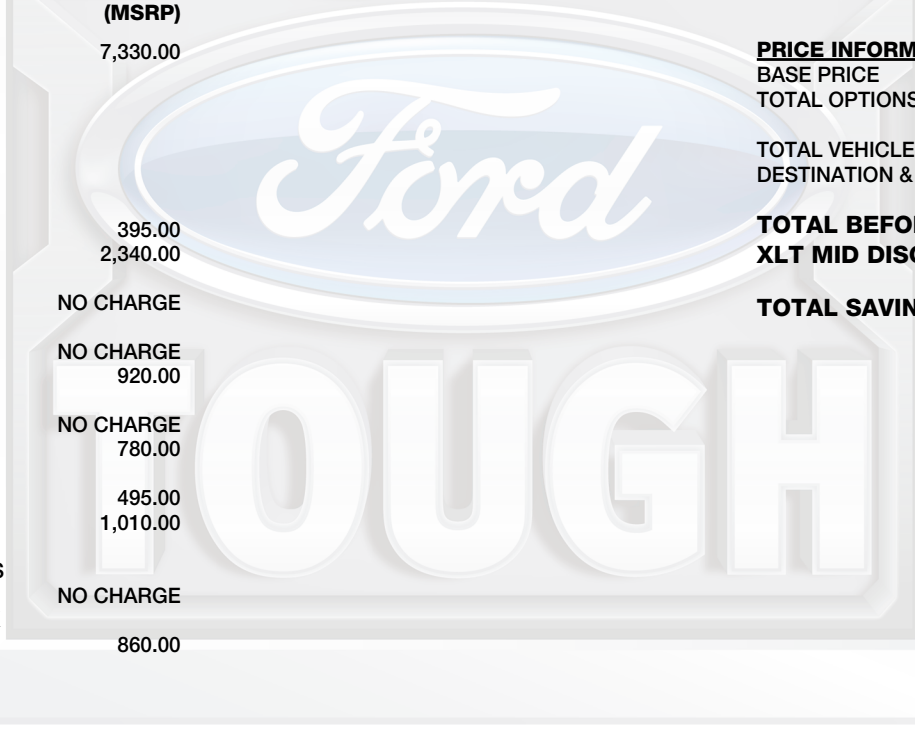 (MSRP)
7,330.00
395.00
2,340.00
NO CHARGE
NO CHARGE
920.00
NO CHARGE
780.00
495.00
1,010.00
S
NO CHARGE
860.00
PRICE INFORM
BASE PRICE
TOTAL OPTIONS
TOTAL VEHICLE
DESTINATION &
TOTAL BEFO
XLT MID DISC
TOTAL SAVIN
Ford
TOUGH